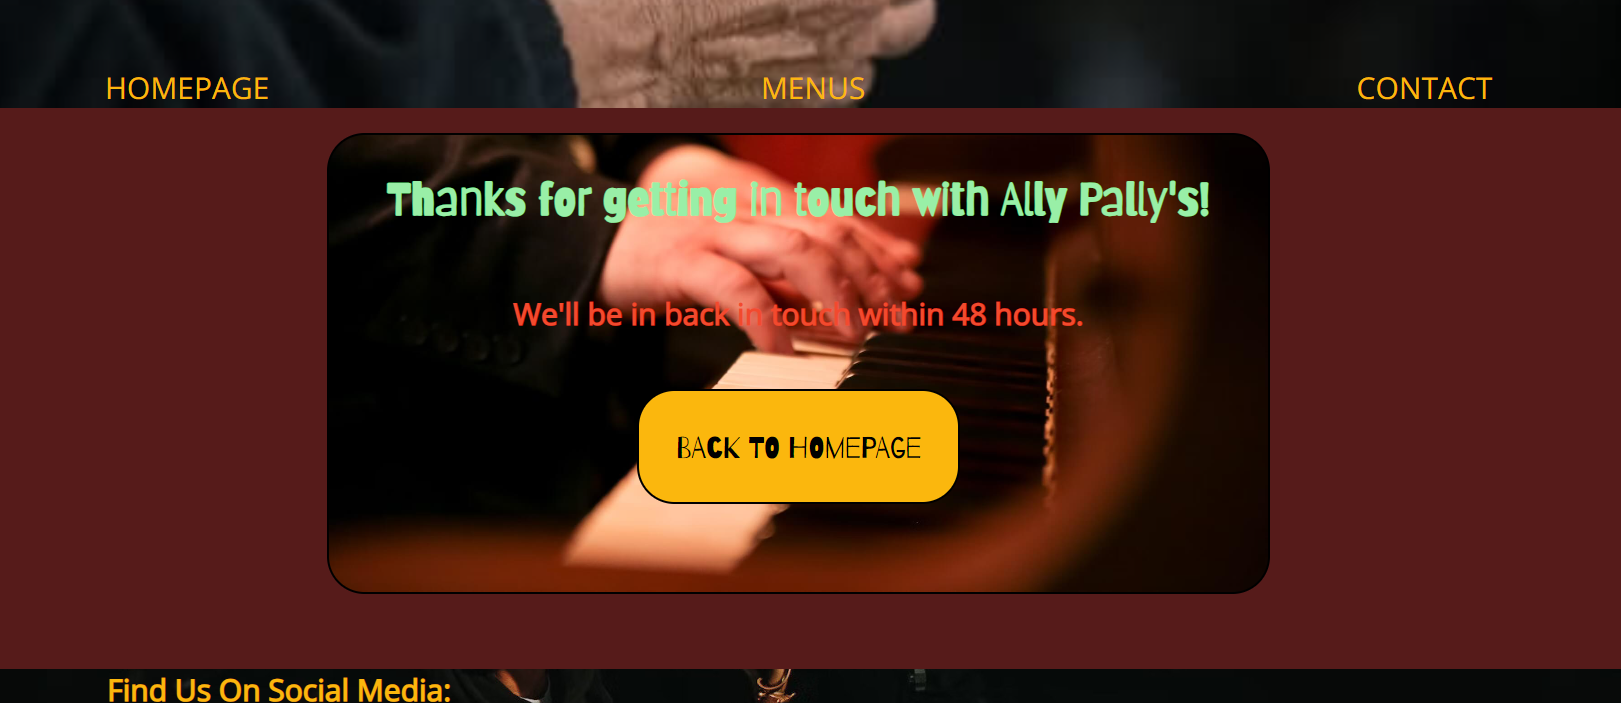 HOMEPAGE MENUS CONTACT
Thanks for getting in touch with Ally Pally's!
We'll be in back in touch within 48 hours.
BACK TO HOMEPAGE
Find Us On Social Media: